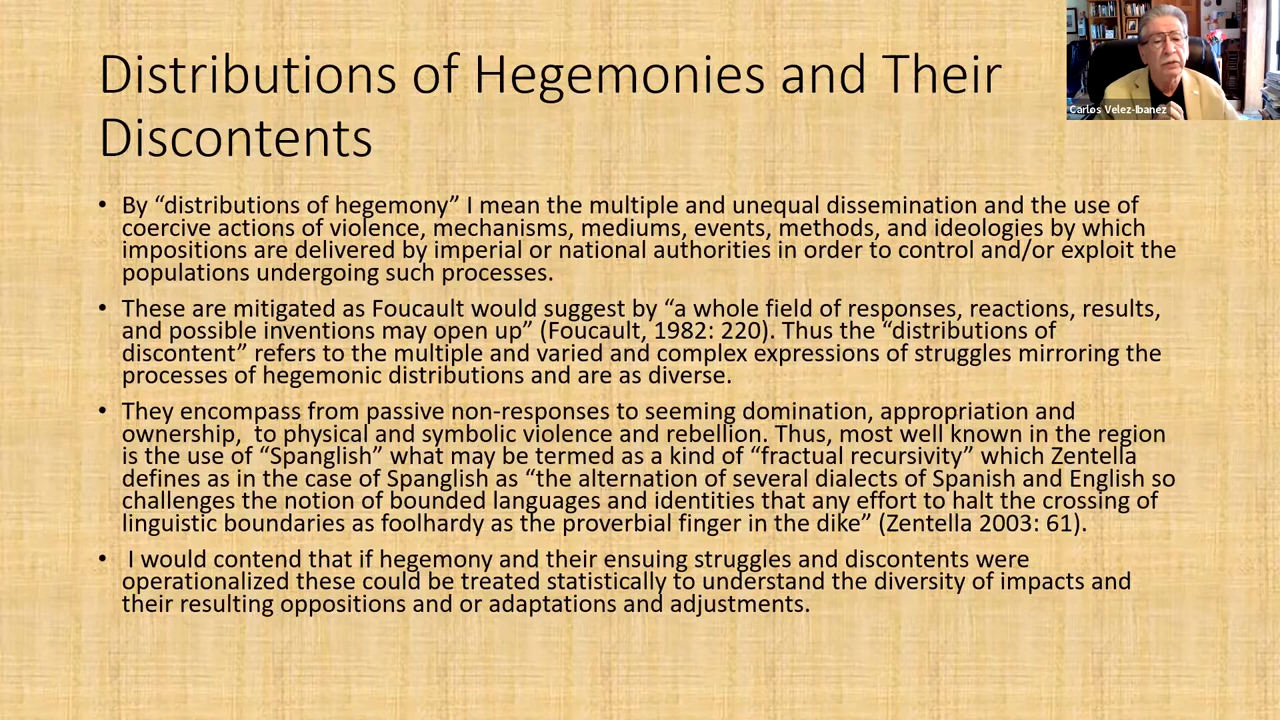 Distributions of Hegemonies and Their
Discontents
Carlos Velez-Ibanez
• By “distributions of hegemony” I mean the multiple and unequal dissemination and the use of
coercive actions of violence, mechanisms, mediums, events, methods, and ideologies by which
impositions are delivered by imperial or national authorities in order to control and/or exploit the
populations undergoing such processes.
• These are mitigated as Foucault would suggest by “a whole field of responses, reactions, results,
and possible inventions may open up” (Foucault, 1982: 220). Thus the “distributions of
discontent” refers to the multiple and varied and complex expressions of struggles mirroring the
processes of hegemonic distributions and are as diverse.
• They encompass from passive non-responses to seeming domination, appropriation and
ownership,  to physical and symbolic violence and rebellion. Thus, most well known in the region
is the use of “Spanglish” what may be termed as a kind of “fractual recursivity” which Zentella
defines as in the case of Spanglish as “the alternation of several dialects of Spanish and English so
challenges the notion of bounded languages and identities that any effort to halt the crossing of
linguistic boundaries as foolhardy as the proverbial finger in the dike” (Zentella 2003: 61).
• I would contend that if hegemony and their ensuing struggles and discontents were
operationalized these could be treated statistically to understand the diversity of impacts and
their resulting oppositions and or adaptations and adjustments.